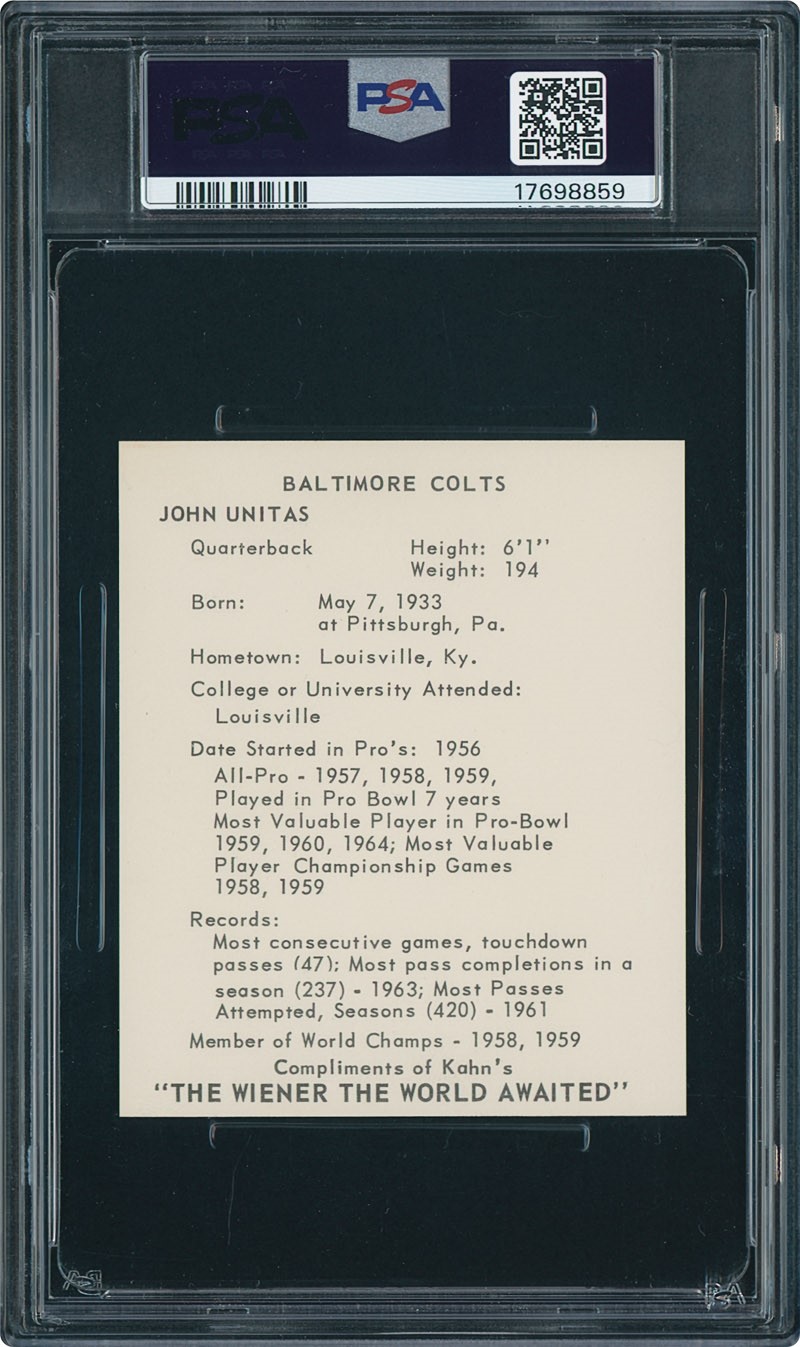 PSA
PSA
17698859
BALTIMORE COLTS
JOHN UNITAS
Quarterback Height: 6'1''
Weight: 194
Born: May 7, 1933
at Pittsburgh, Pa.
Hometown: Louisville, Ky.
College or University Attended:
Louisville
Date Started in Pro's: 1956
All-Pro - 1957, 1958, 1959,
Played in Pro Bowl 7 years
Most Valuable Player in Pro-Bowl
1959, 1960, 1964; Most Valuable
Player Championship Games
1958, 1959
Records:
Most consecutive games, touchdown
passes (47); Most pass completions in a
season (237) - 1963; Most Passes
Attempted, Seasons (420) - 1961
Member of World Champs - 1958, 1959
Compliments of Kahn's
"THE WIENER THE WORLD AWAITED"
PSA